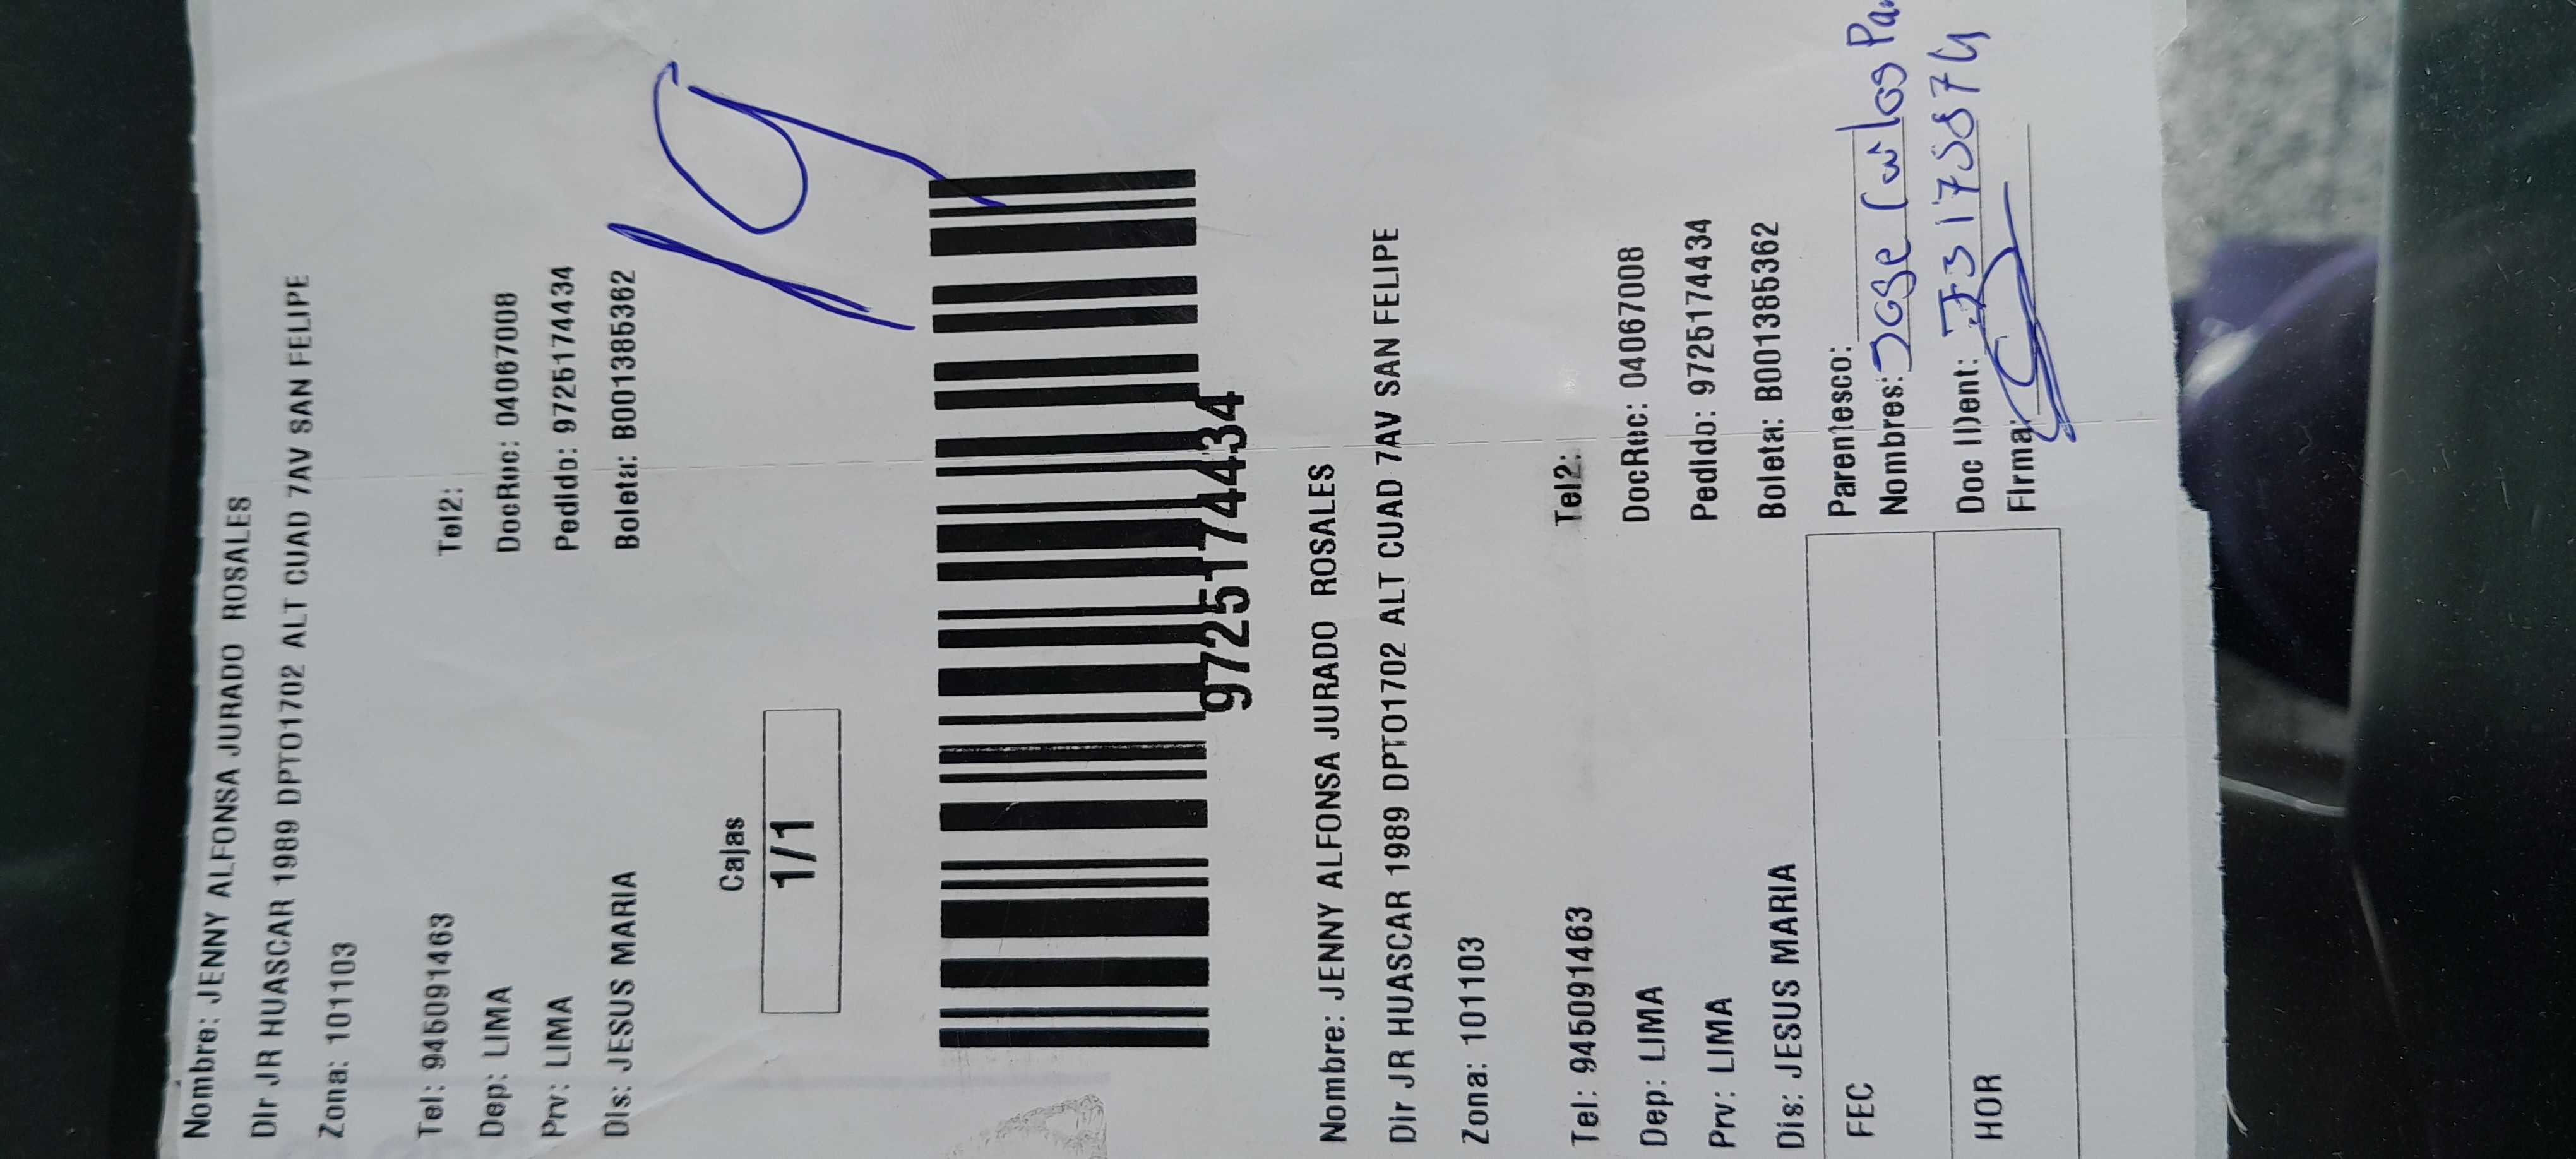 Nombre: JENNY ALFONSA JURADO ROSALES
Dir JR HUASCAR 1989 DPTO1702 ALT CUAD 7AV SAN FELIPE
Zona: 101103
Tel: 945091463 Tel2:
Dep: LIMA DocRuc: 04067008
Prv: LIMA Pedido: 9725174434
Dis: JESUS MARIA Boleta: B001385362
Cajas
1/1
19
9725174434
Nombre: JENNY ALFONSA JURADO ROSALES
Dir JR HUASCAR 1989 DPTO1702 ALT CUAD 7AV SAN FELIPE
Zona: 101103
Tel: 945091463 Tel2:
Dep: LIMA DocRuc: 04067008
Prv: LIMA Pedido: 9725174434
Dis: JESUS MARIA Boleta: B001385362
FEC Parentesco:
Nombres: Jose Carlos
HOR Doc IDent:
Firma: